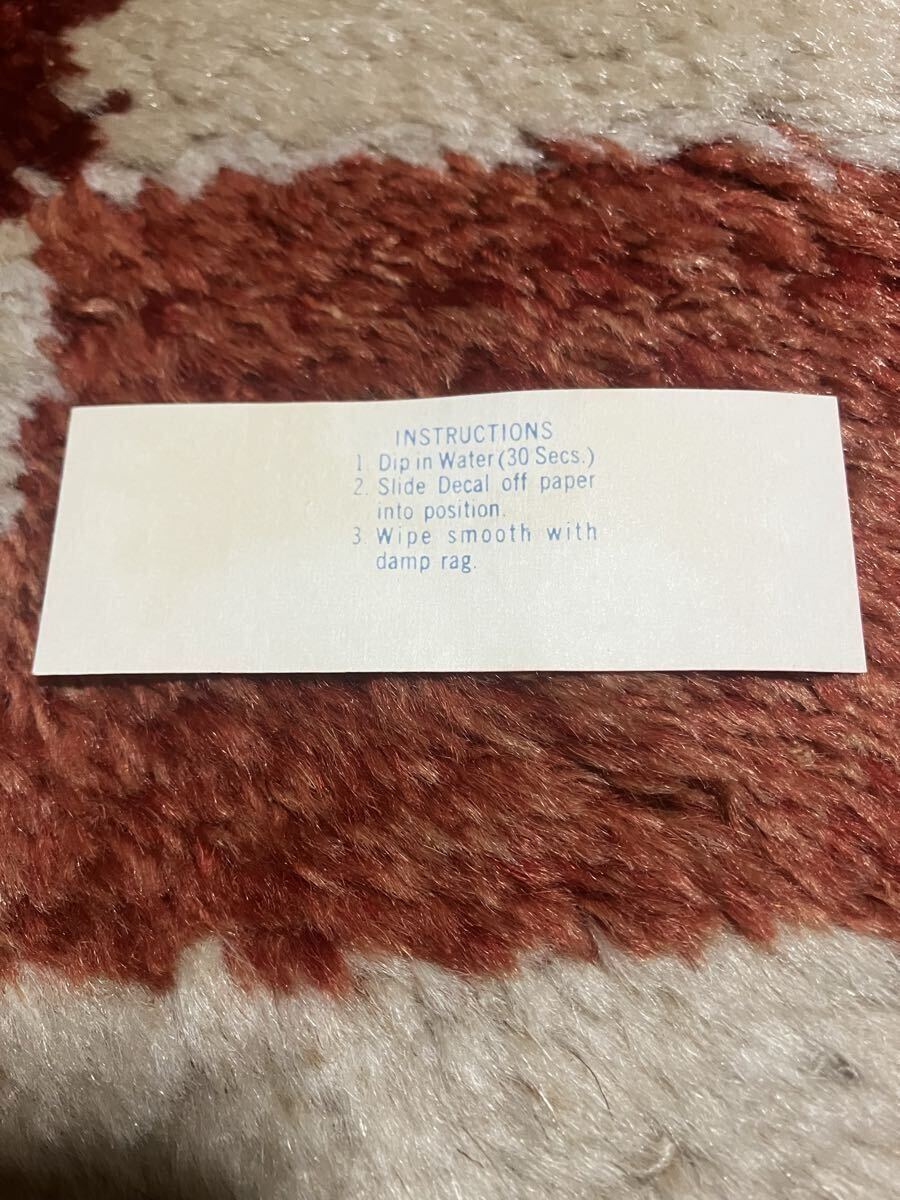 INSTRUCTIONS
1. Dip in Water (30 Secs.)
2. Slide Decal off paper
into position.
3. Wipe smooth with
damp rag.